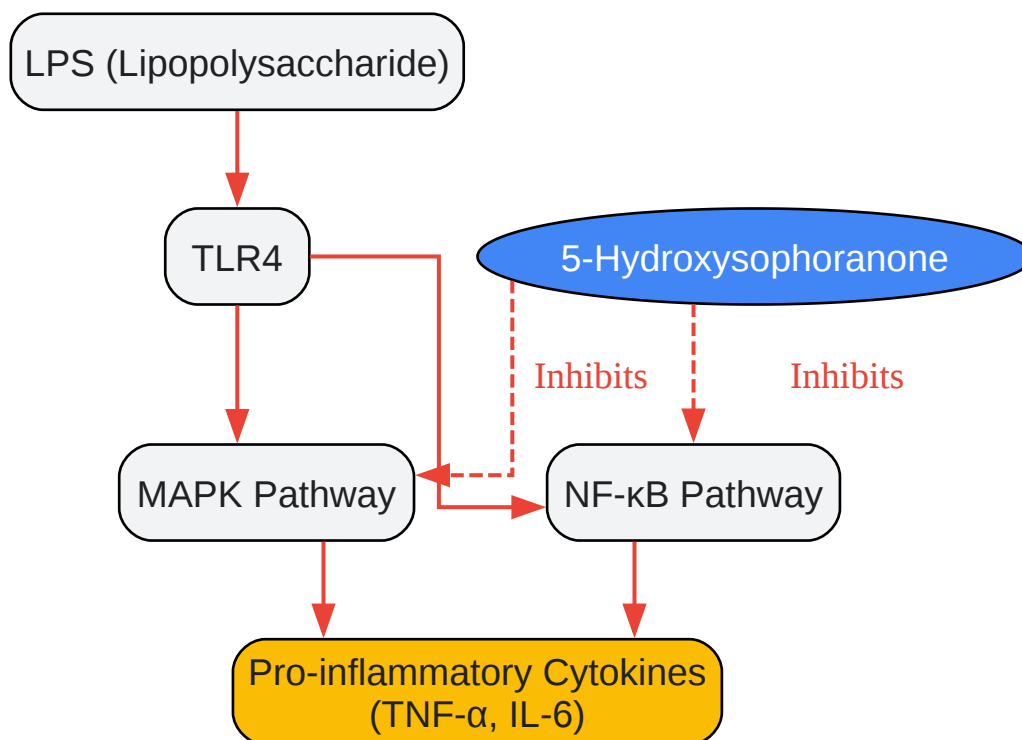 LPS (Lipopolysaccharide)
TLR4
5-Hydroxysophoranone
Inhibits
Inhibits
MAPK Pathway
NF-κB Pathway
Pro-inflammatory Cytokines
(TNF-α, IL-6)